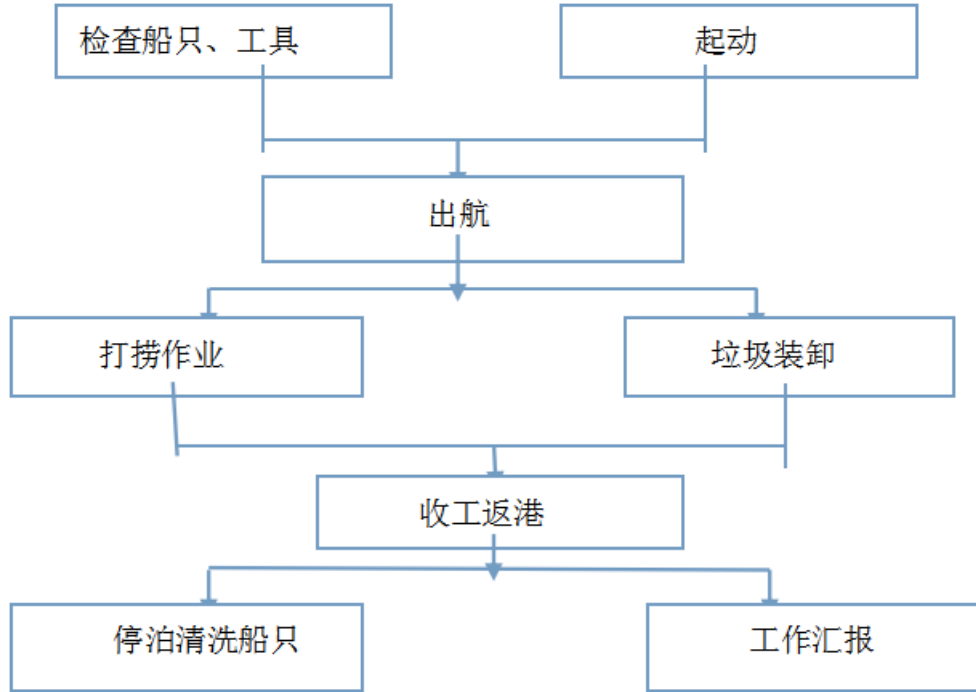 检查船只、工具
起动
出航
打捞作业
垃圾装卸
收工返港
停泊清洗船只
工作汇报